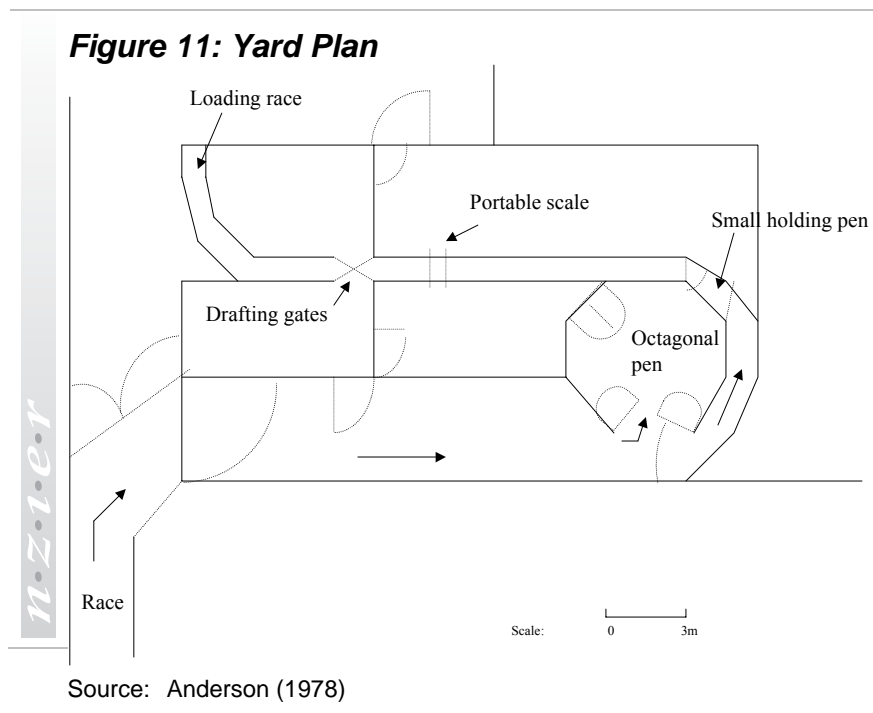 Figure 11: Yard Plan
Loading race
Portable scale
Small holding pen
Drafting gates
Octagonal
pen
n·z·i·e·r
Race
Scale: 0 3m
Source: Anderson (1978)